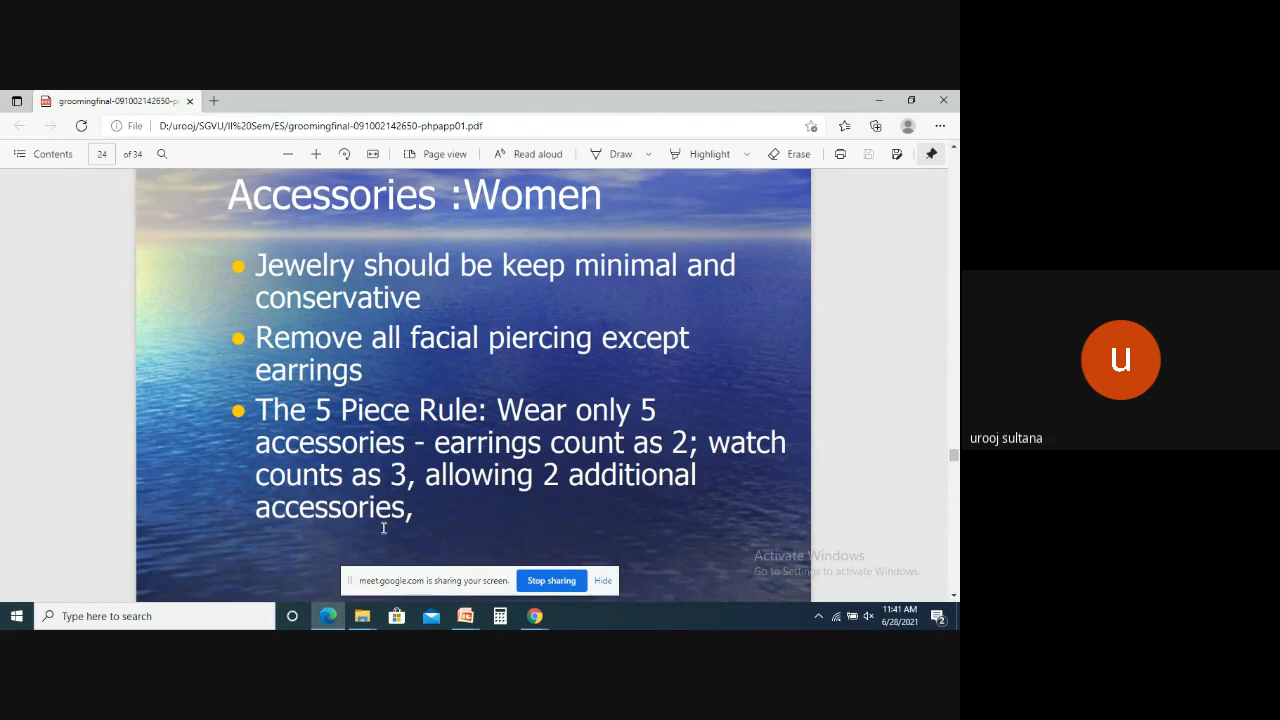 groomingfinal-091002142650-p
File
D:/urooj/SGVU/II%20Sem/ES/groomingfinal-091002142650-phpapp01.pdf
Contents
24
of 34
Page view
Read aloud
Draw
Highlight
Erase
Accessories :Women
Jewelry should be keep minimal and
conservative
Remove all facial piercing except
earrings
The 5 Piece Rule: Wear only 5
accessories - earrings count as 2; watch
counts as 3, allowing 2 additional
accessories,
u
urooj sultana
Activate Windows
Go to Settings to activate Windows.
meet.google.com is sharing your screen.
Stop sharing
Hide
Type here to search
11:41 AM
6/28/2021
2